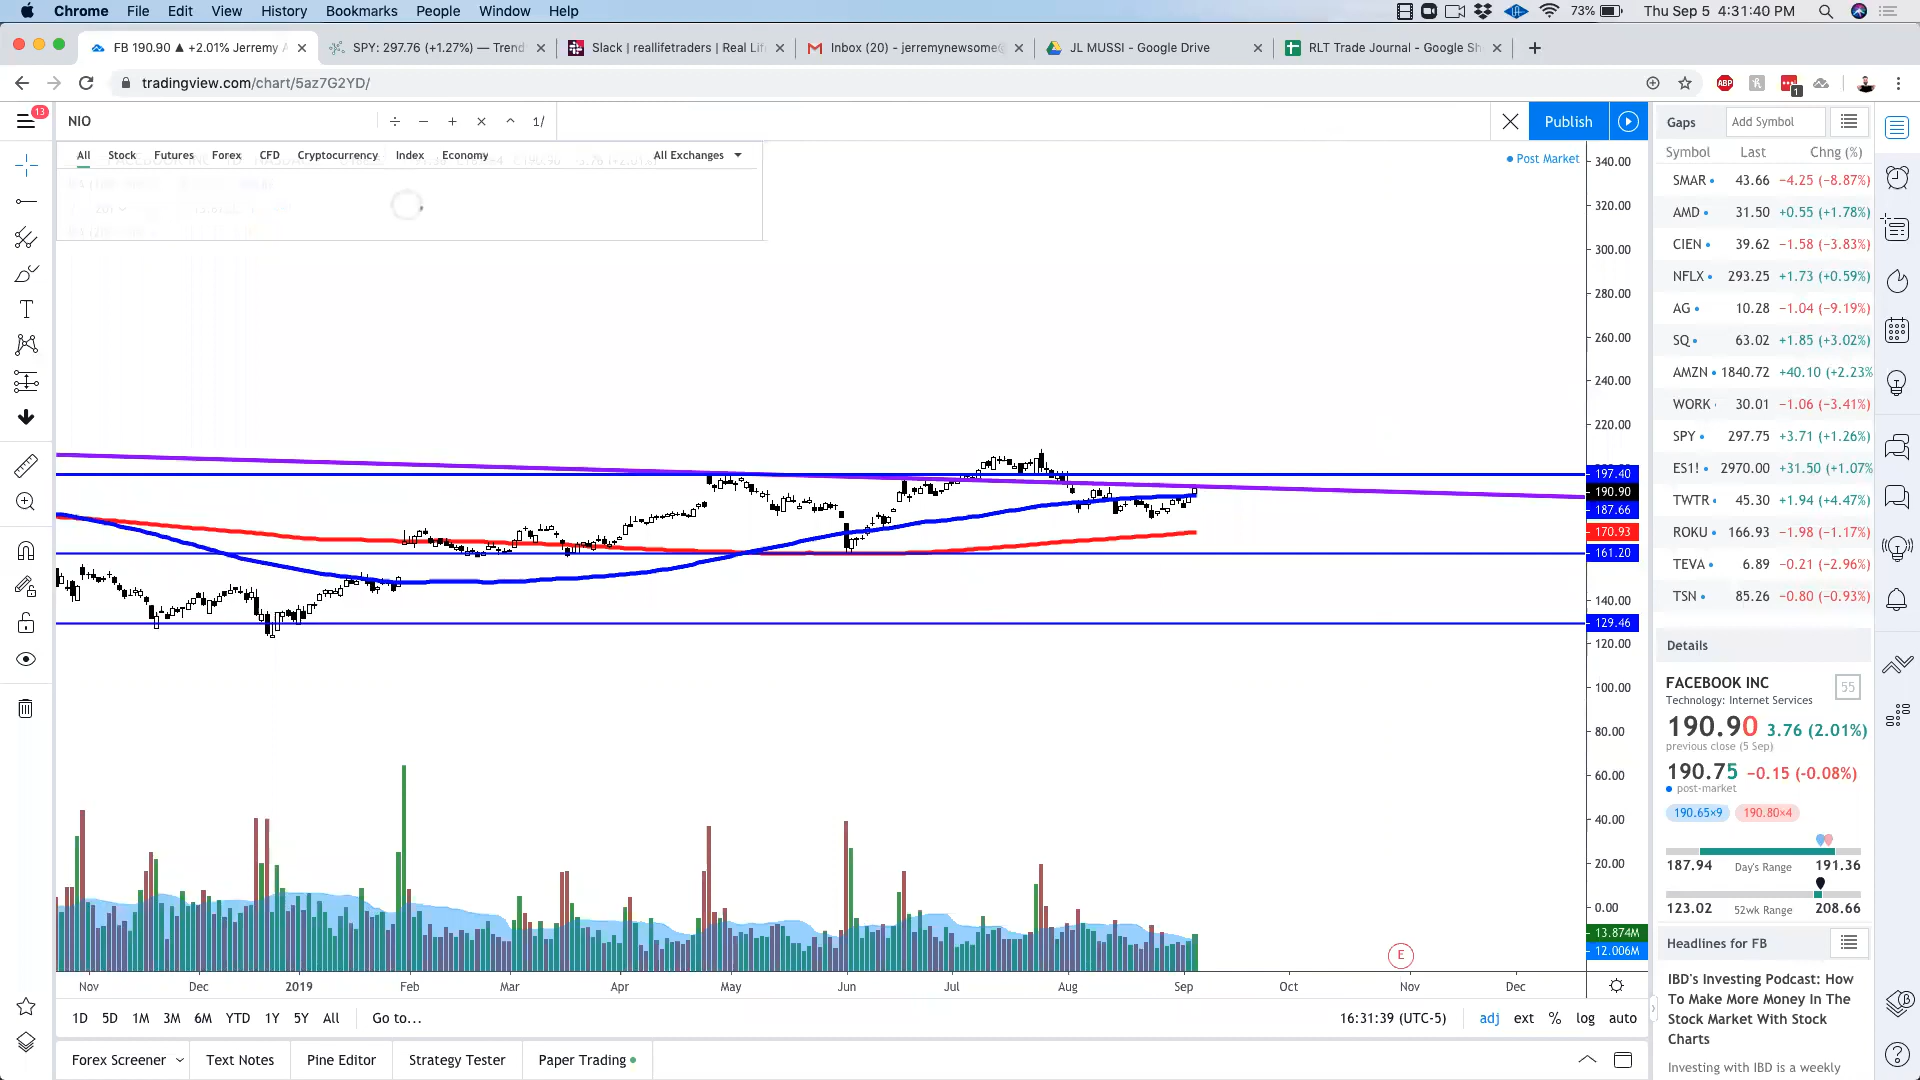 Chrome File Edit View History Bookmarks People Window Help 73% Thu Sep 5 4:31:40 PM
FB 190.90 ▲ +2.01% Jerremy SPY: 297.76 (+1.27%) — Trend Slack | reallifetraders | Real Lif Inbox (20) - jerremynewsome@ JL MUSSI - Google Drive RLT Trade Journal - Google Sh
tradingview.com/chart/5az7G2YD/
ABP 1
13 NIO ÷ − + × ^ 1/ Publish
All Stock Futures Forex CFD Cryptocurrency Index Economy All Exchanges
Post Market
340.00
320.00
300.00
280.00
260.00
240.00
220.00
197.40
190.90
187.66
170.93
161.20
140.00
129.46
120.00
100.00
80.00
60.00
40.00
20.00
0.00
13.874M
12.006M
E
Nov Dec 2019 Feb Mar Apr May Jun Jul Aug Sep Oct Nov Dec
1D 5D 1M 3M 6M YTD 1Y 5Y All Go to... 16:31:39 (UTC-5) adj ext % log auto
Forex Screener Text Notes Pine Editor Strategy Tester Paper Trading
Gaps Add Symbol
Symbol Last Chng (%)
SMAR 43.66 −4.25 (−8.87%)
AMD 31.50 +0.55 (+1.78%)
CIEN 39.62 −1.58 (−3.83%)
NFLX 293.25 +1.73 (+0.59%)
AG 10.28 −1.04 (−9.19%)
SQ 63.02 +1.85 (+3.02%)
AMZN 1840.72 +40.10 (+2.23%
WORK 30.01 −1.06 (−3.41%)
SPY 297.75 +3.71 (+1.26%)
ES1! 2970.00 +31.50 (+1.07%
TWTR 45.30 +1.94 (+4.47%)
ROKU 166.93 −1.98 (−1.17%)
TEVA 6.89 −0.21 (−2.96%)
TSN 85.26 −0.80 (−0.93%)
Details
FACEBOOK INC 55
Technology: Internet Services
190.90 3.76 (2.01%)
previous close (5 Sep)
190.75 −0.15 (-0.08%)
post-market
190.65×9 190.80×4
187.94 Day's Range 191.36
123.02 52wk Range 208.66
Headlines for FB
IBD's Investing Podcast: How
To Make More Money In The
Stock Market With Stock
Charts
Investing with IBD is a weekly